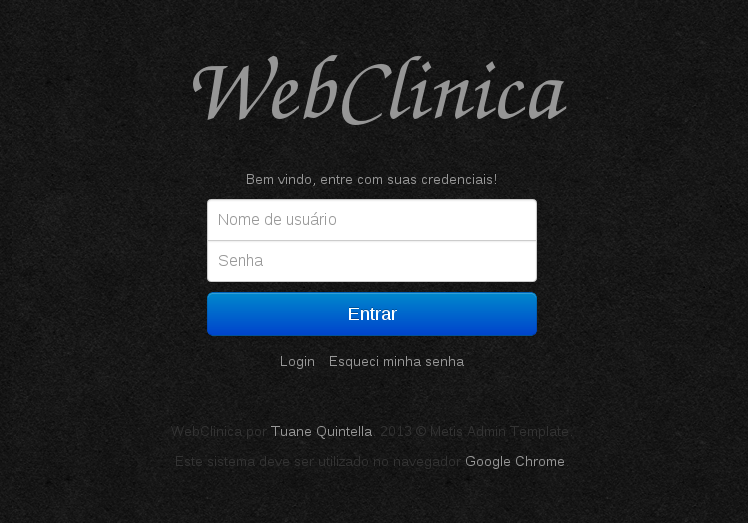 WebClinica
Bem vindo, entre com suas credenciais!
Nome de usuário
Senha
Entrar
Login Esqueci minha senha
WebClinica por Tuane Quintella. 2013 © Metis Admin Template.
Este sistema deve ser utilizado no navegador Google Chrome